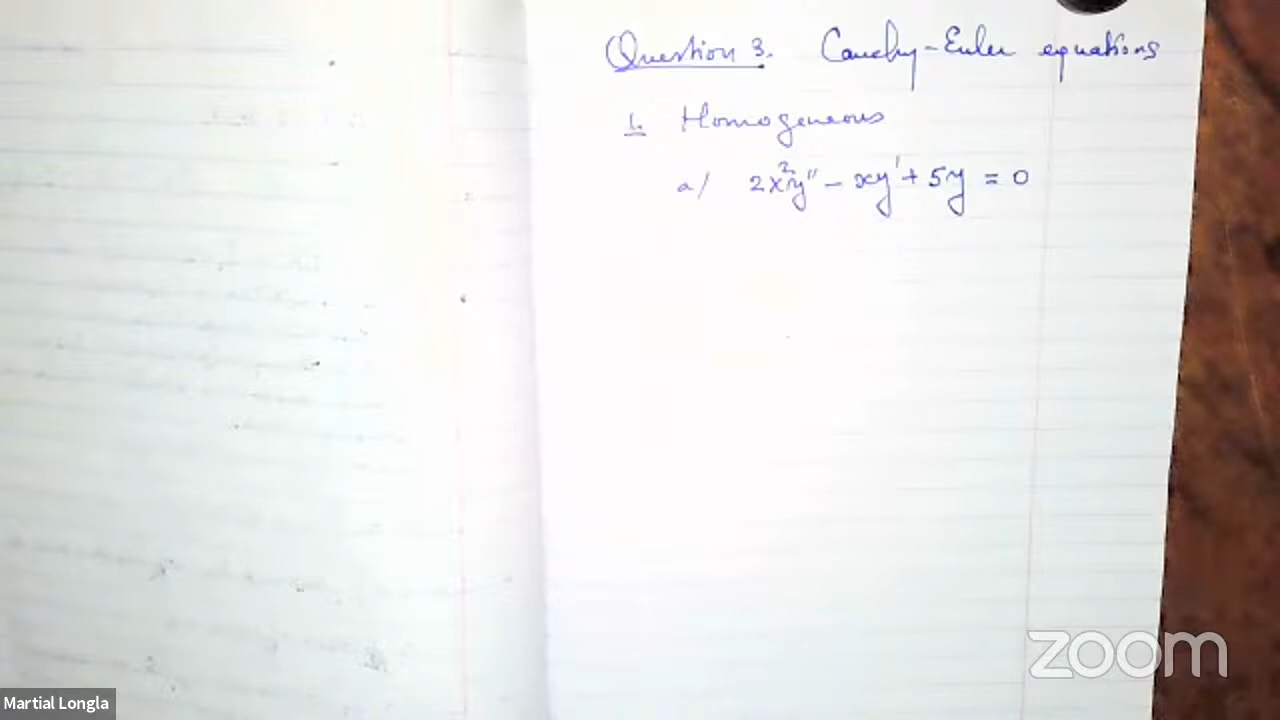 Question 3. Cauchy-Euler equations
1. Homogeneous
a/ 2x²y'' - xy' + 5y = 0
zoom
Martial Longla